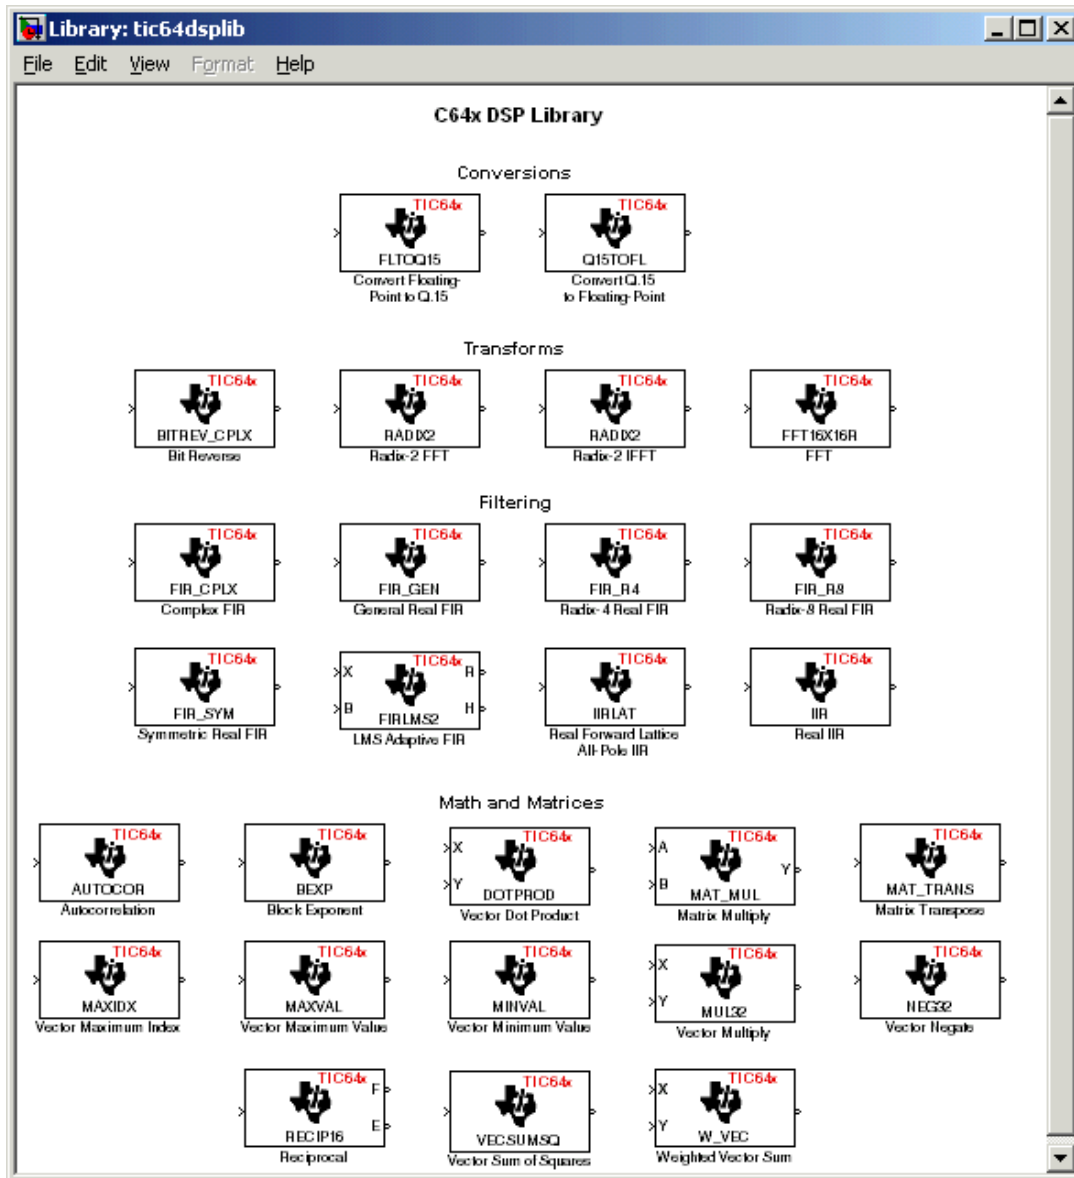 Library: tic64dsplib
File Edit View Format Help
C64x DSP Library
Conversions
TIC64x TIC64x
FLTOQ15 Q15TOFL
Convert Floating- Convert Q.15
Point to Q.15 to Floating-Point
Transforms
TIC64x TIC64x TIC64x TIC64x
BITREV_CPLX RADIX2 RADIX2 FFT16X16R
Bit Reverse Radix-2 FFT Radix-2 IFFT FFT
Filtering
TIC64x TIC64x TIC64x TIC64x
FIR_CPLX FIR_GEN FIR_R4 FIR_R8
Complex FIR General Real FIR Radix-4 Real FIR Radix-8 Real FIR
TIC64x TIC64x TIC64x TIC64x
X R
B H
FIR_SYM FIRLMS2 IIRLAT IIR
Symmetric Real FIR LMS Adaptive FIR Real Forward Lattice Real IIR
All-Pole IIR
Math and Matrices
TIC64x TIC64x TIC64x TIC64x TIC64x
X A Y
Y B
AUTOCOR BEXP DOTPROD MAT_MUL MAT_TRANS
Autocorrelation Block Exponent Vector Dot Product Matrix Multiply Matrix Transpose
TIC64x TIC64x TIC64x TIC64x TIC64x
X
Y
MAXIDX MAXVAL MINVAL MUL32 NEG32
Vector Maximum Index Vector Maximum Value Vector Minimum Value Vector Multiply Vector Negate
TIC64x TIC64x TIC64x
F X
E Y
RECIP16 VECSUMSQ W_VEC
Reciprocal Vector Sum of Squares Weighted Vector Sum